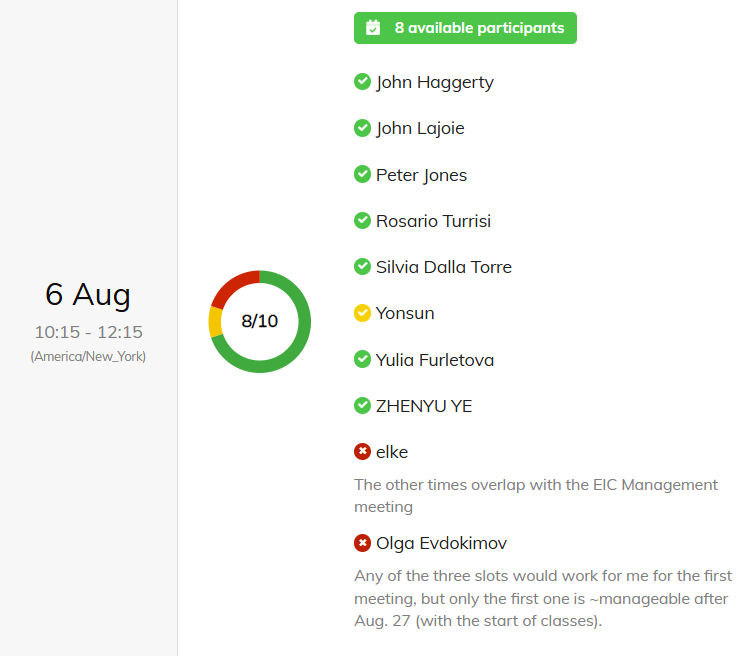 8 available participants
John Haggerty
John Lajoie
Peter Jones
Rosario Turrisi
Silvia Dalla Torre
6 Aug
10:15 - 12:15
(America/New_York)
8/10
Yonsun
Yulia Furletova
ZHENYU YE
elke
The other times overlap with the EIC Management
meeting
Olga Evdokimov
Any of the three slots would work for me for the first
meeting, but only the first one is ~manageable after
Aug. 27 (with the start of classes).